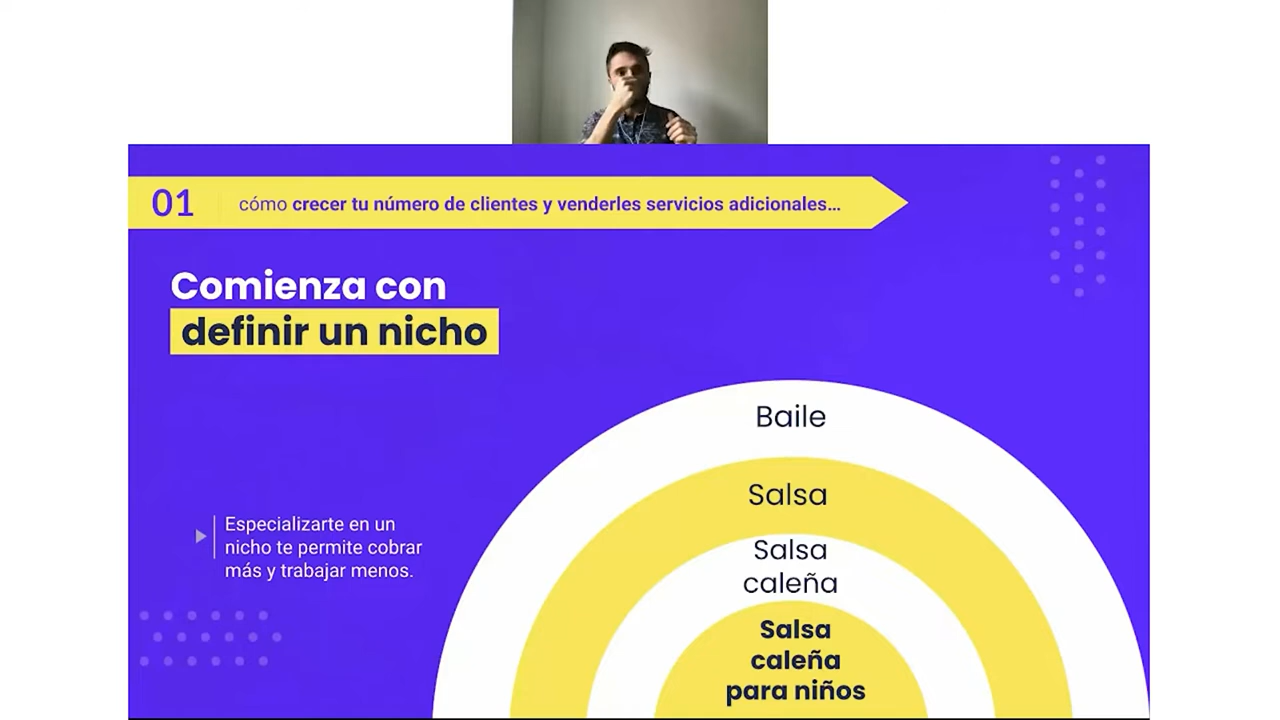 01 cómo crecer tu número de clientes y venderles servicios adicionales...
Comienza con
definir un nicho
Especializarte en un
nicho te permite cobrar
más y trabajar menos.
Baile
Salsa
Salsa
caleña
Salsa
caleña
para niños